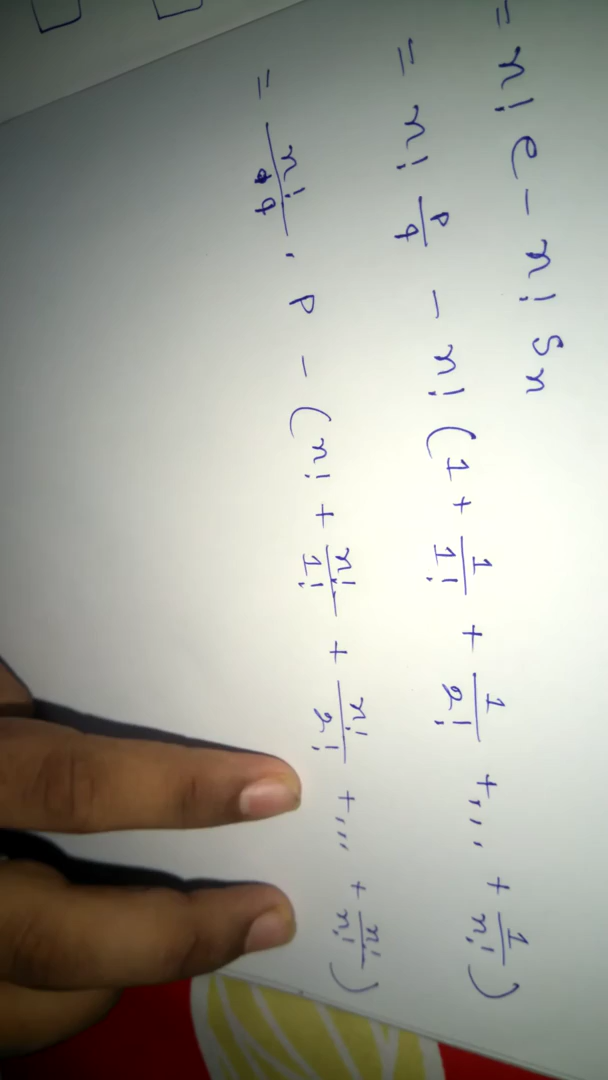 = n! e - n! Sn
= n! p/q - n! (1 + 1/1! + 1/2! + ... + 1/n!)
= n!/q . p - (n! + n!/1! + n!/2! + ... + n!/n!)